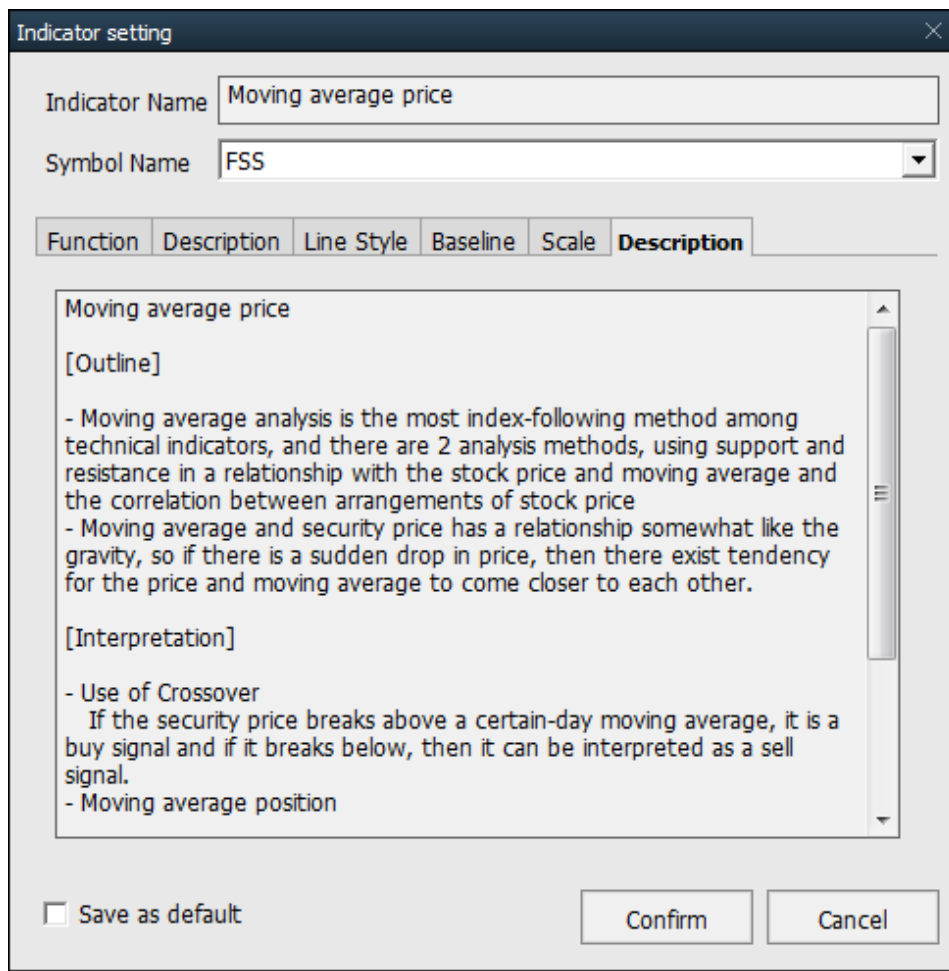 Indicator setting
Indicator Name
Moving average price
Symbol Name
FSS
Function
Description
Line Style
Baseline
Scale
Description
Moving average price
[Outline]
- Moving average analysis is the most index-following method among
technical indicators, and there are 2 analysis methods, using support and
resistance in a relationship with the stock price and moving average and
the correlation between arrangements of stock price
- Moving average and security price has a relationship somewhat like the
gravity, so if there is a sudden drop in price, then there exist tendency
for the price and moving average to come closer to each other.
[Interpretation]
- Use of Crossover
If the security price breaks above a certain-day moving average, it is a
buy signal and if it breaks below, then it can be interpreted as a sell
signal.
- Moving average position
Save as default
Confirm
Cancel